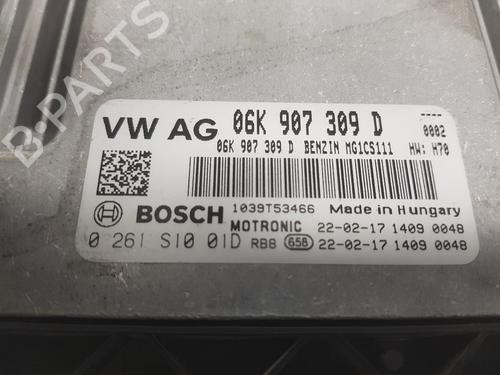 VW AG 06K 907 309 D 0002
06K 907 309 D BENZIN MG1CS111 HW: H70
BOSCH 1039T53466 Made in Hungary
MOTRONIC 22-02-17 1409 0048
0 261 S10 01D RBB 658 22-02-17 1409 0048
B-PARTS